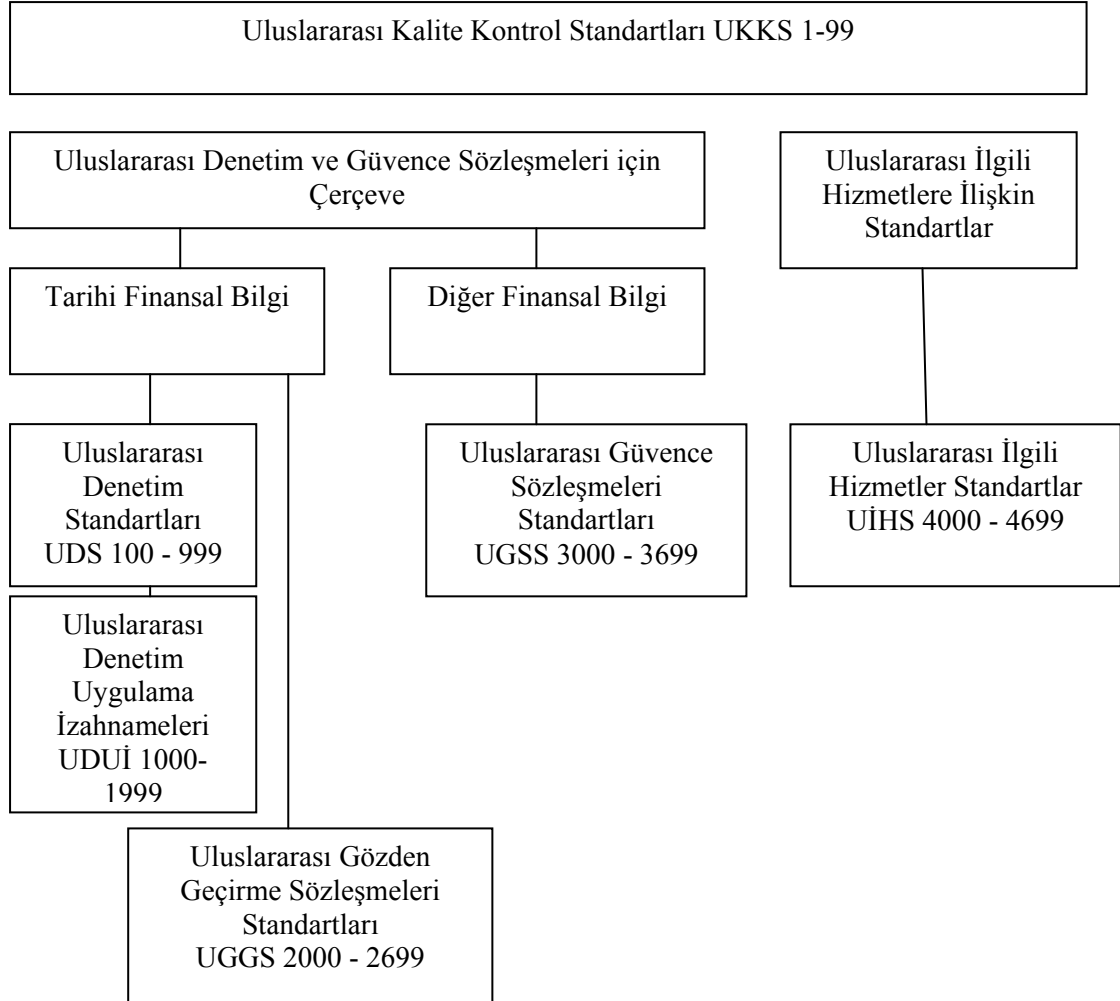 Uluslararası Kalite Kontrol Standartları UKKS 1-99
Uluslararası Denetim ve Güvence Sözleşmeleri için
Çerçeve
Uluslararası İlgili
Hizmetlere İlişkin
Standartlar
Tarihi Finansal Bilgi
Diğer Finansal Bilgi
Uluslararası
Denetim
Standartları
UDS 100 - 999
Uluslararası Güvence
Sözleşmeleri
Standartları
UGSS 3000 - 3699
Uluslararası İlgili
Hizmetler Standartlar
UİHS 4000 - 4699
Uluslararası
Denetim
Uygulama
İzahnameleri
UDUİ 1000-
1999
Uluslararası Gözden
Geçirme Sözleşmeleri
Standartları
UGGS 2000 - 2699